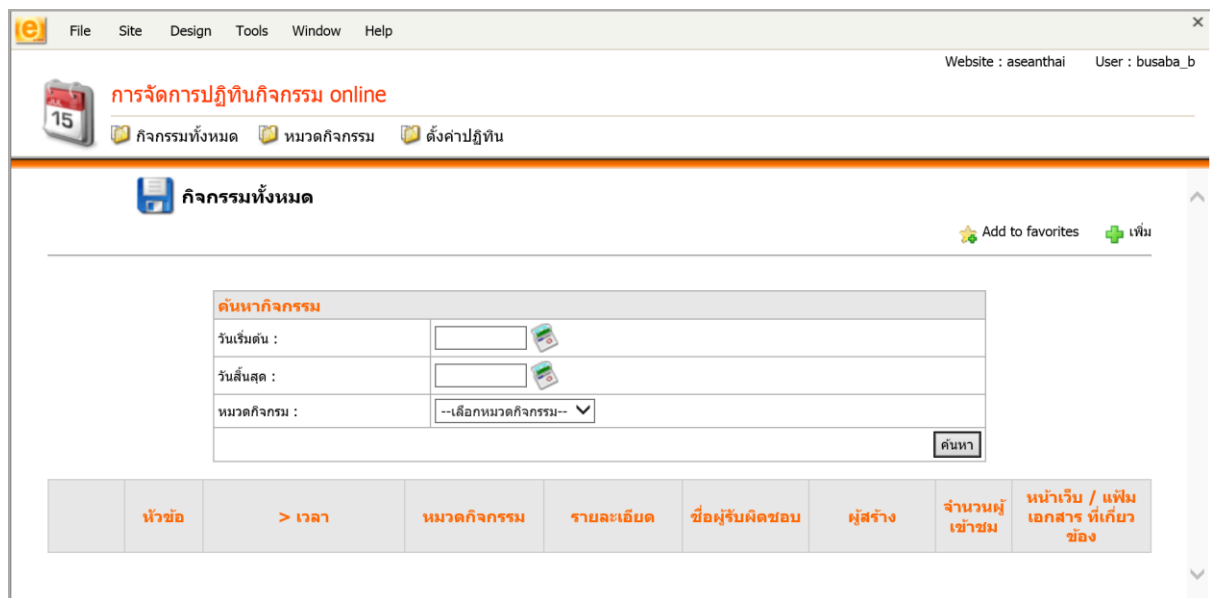 File Site Design Tools Window Help
Website : aseanthai User : busaba_b
การจัดการปฏิทินกิจกรรม online
15
กิจกรรมทั้งหมด หมวดกิจกรรม ตั้งค่าปฏิทิน
กิจกรรมทั้งหมด
Add to favorites เพิ่ม
ค้นหากิจกรรม
วันเริ่มต้น :
วันสิ้นสุด :
หมวดกิจกรม : --เลือกหมวดกิจกรรม--
ค้นหา
หัวข้อ > เวลา หมวดกิจกรรม รายละเอียด ชื่อผู้รับผิดชอบ ผู้สร้าง
จำนวนผู้
เข้าชม
หน้าเว็บ / แฟ้ม
เอกสาร ที่เกี่ยว
ข้อง